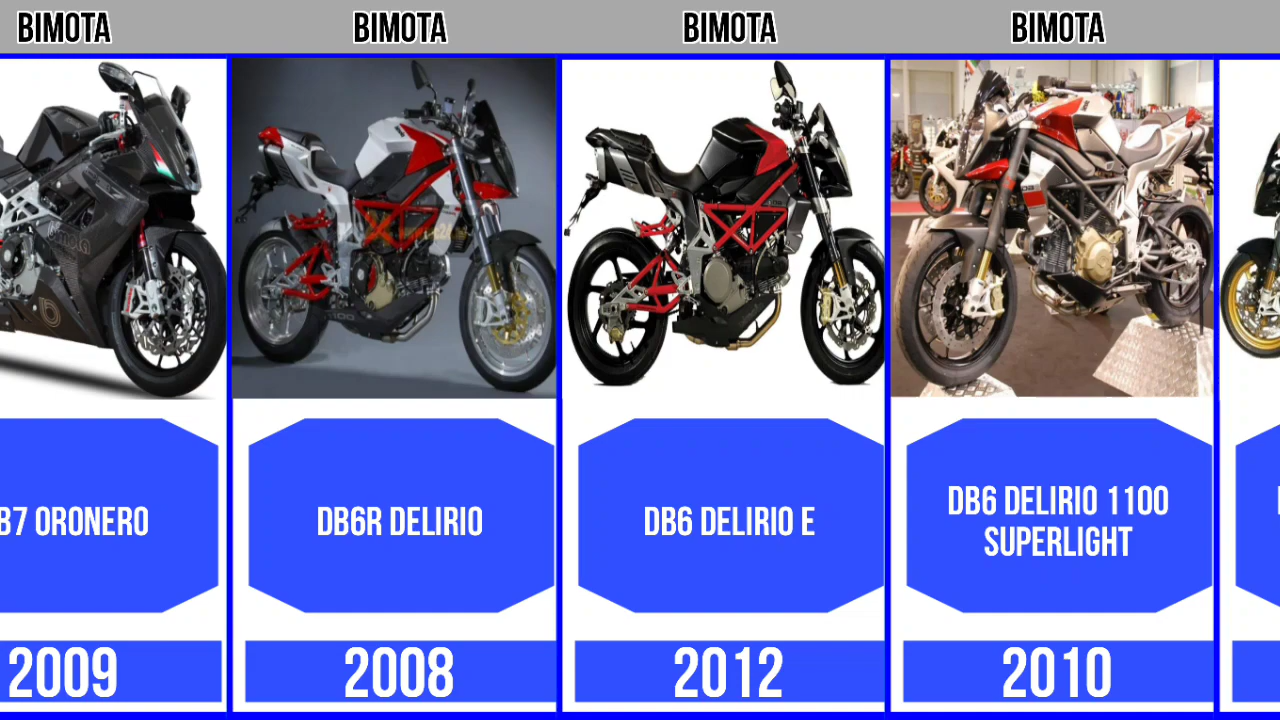 BIMOTA
BIMOTA
BIMOTA
BIMOTA
B7 ORONERO
DB6R DELIRIO
DB6 DELIRIO E
DB6 DELIRIO 1100
SUPERLIGHT
2009
2008
2012
2010